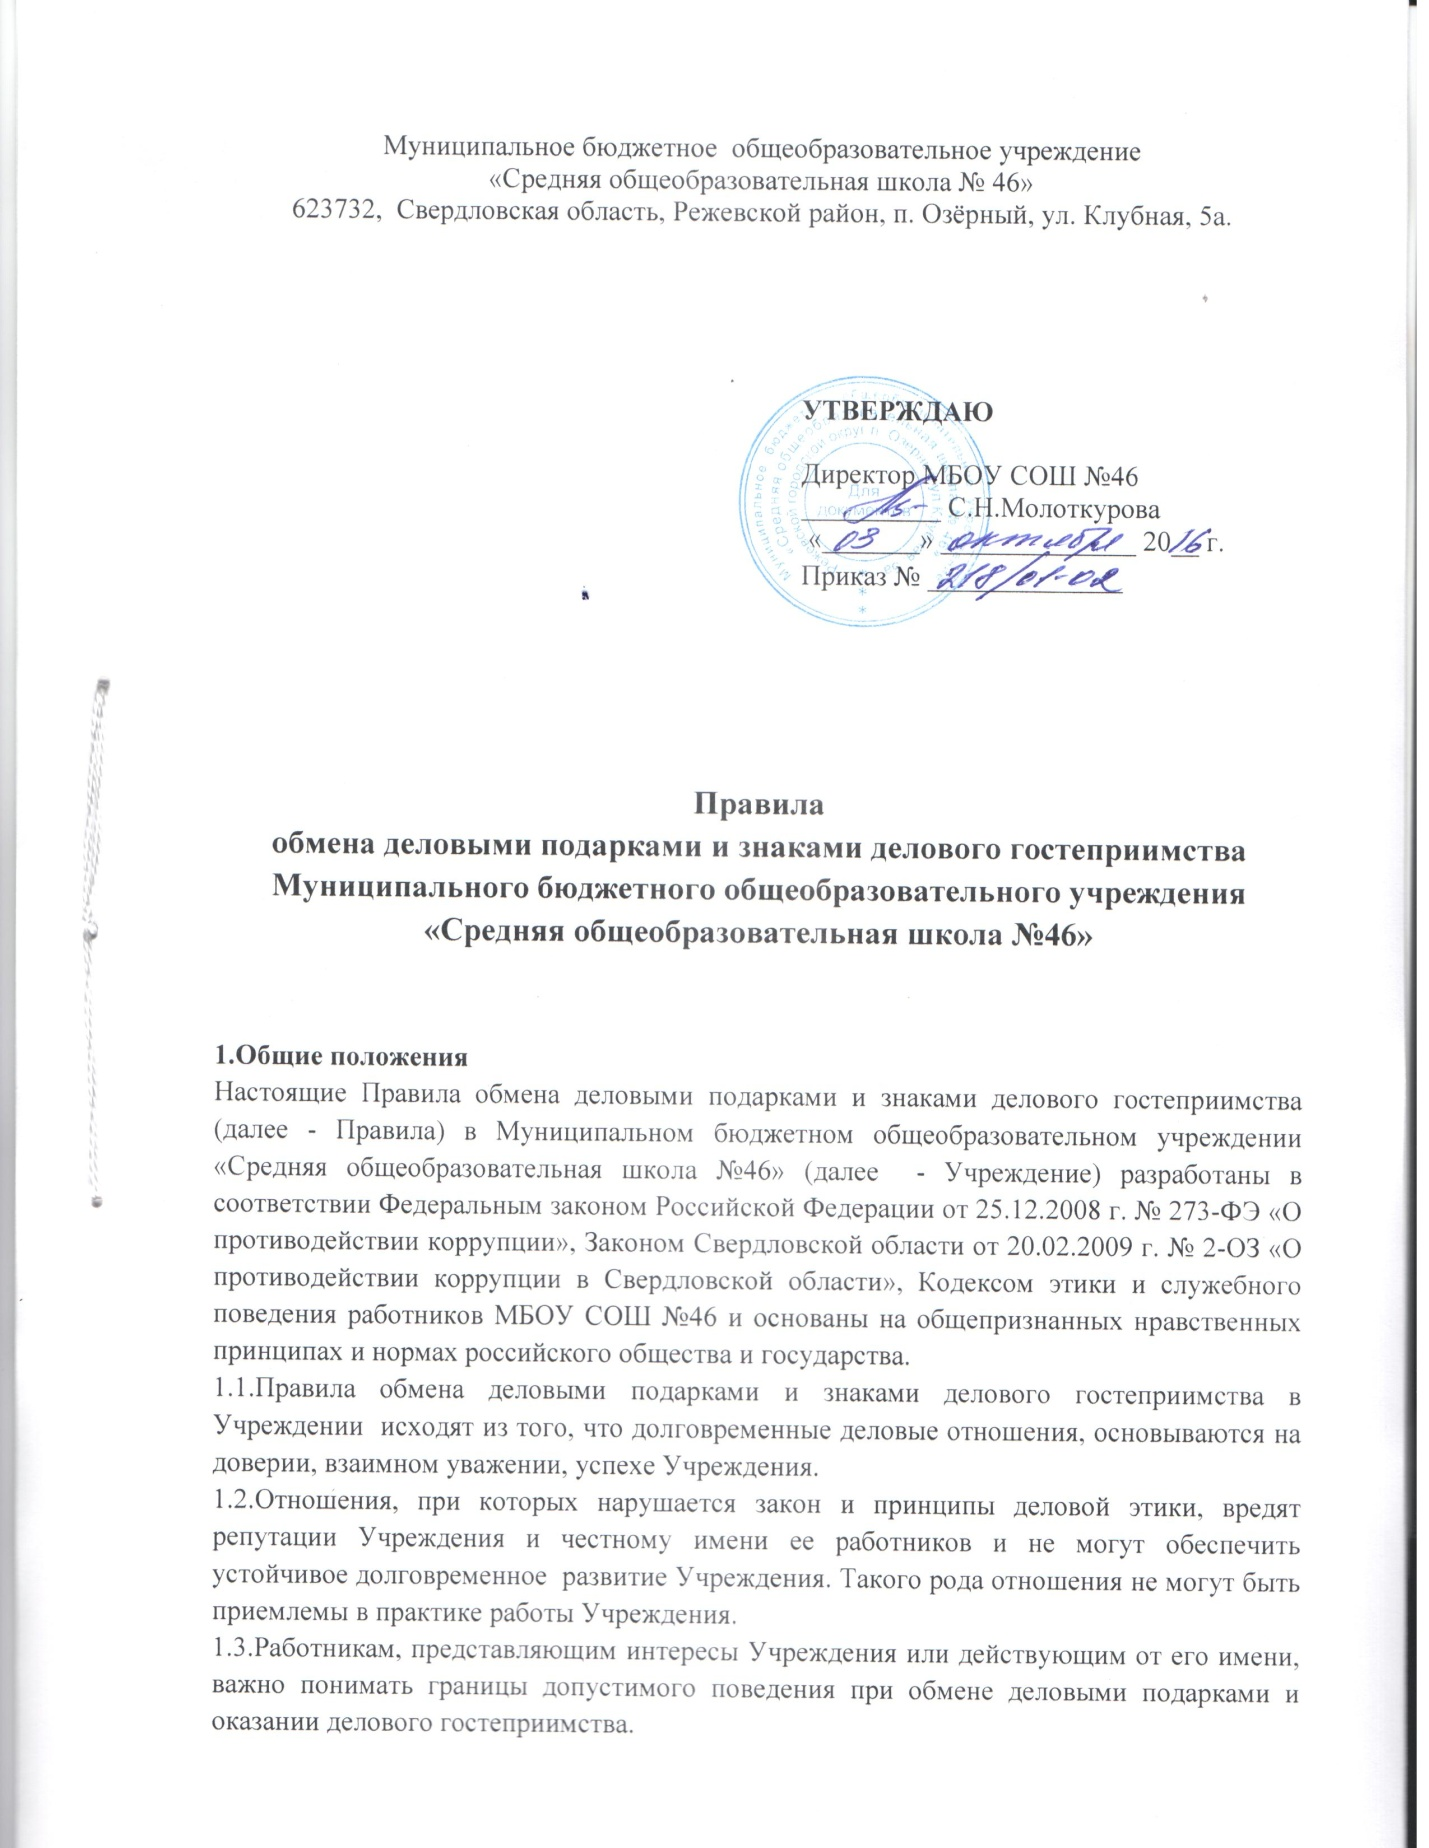 Муниципальное бюджетное общеобразовательное учреждение
«Средняя общеобразовательная школа № 46»
623732, Свердловская область, Режевской район, п. Озёрный, ул. Клубная, 5а.
УТВЕРЖДАЮ
Директор МБОУ СОШ №46
__________ С.Н.Молоткурова
«03» октября 2016 г.
Приказ № 218/01-02
Для
документов
Правила
обмена деловыми подарками и знаками делового гостеприимства
Муниципального бюджетного общеобразовательного учреждения
«Средняя общеобразовательная школа №46»
1.Общие положения
Настоящие Правила обмена деловыми подарками и знаками делового гостеприимства
(далее - Правила) в Муниципальном бюджетном общеобразовательном учреждении
«Средняя общеобразовательная школа №46» (далее - Учреждение) разработаны в
соответствии Федеральным законом Российской Федерации от 25.12.2008 г. № 273-ФЭ «О
противодействии коррупции», Законом Свердловской области от 20.02.2009 г. № 2-ОЗ «О
противодействии коррупции в Свердловской области», Кодексом этики и служебного
поведения работников МБОУ СОШ №46 и основаны на общепризнанных нравственных
принципах и нормах российского общества и государства.
1.1.Правила обмена деловыми подарками и знаками делового гостеприимства в
Учреждении исходят из того, что долговременные деловые отношения, основываются на
доверии, взаимном уважении, успехе Учреждения.
1.2.Отношения, при которых нарушается закон и принципы деловой этики, вредят
репутации Учреждения и честному имени ее работников и не могут обеспечить
устойчивое долговременное развитие Учреждения. Такого рода отношения не могут быть
приемлемы в практике работы Учреждения.
1.3.Работникам, представляющим интересы Учреждения или действующим от его имени,
важно понимать границы допустимого поведения при обмене деловыми подарками и
оказании делового гостеприимства.